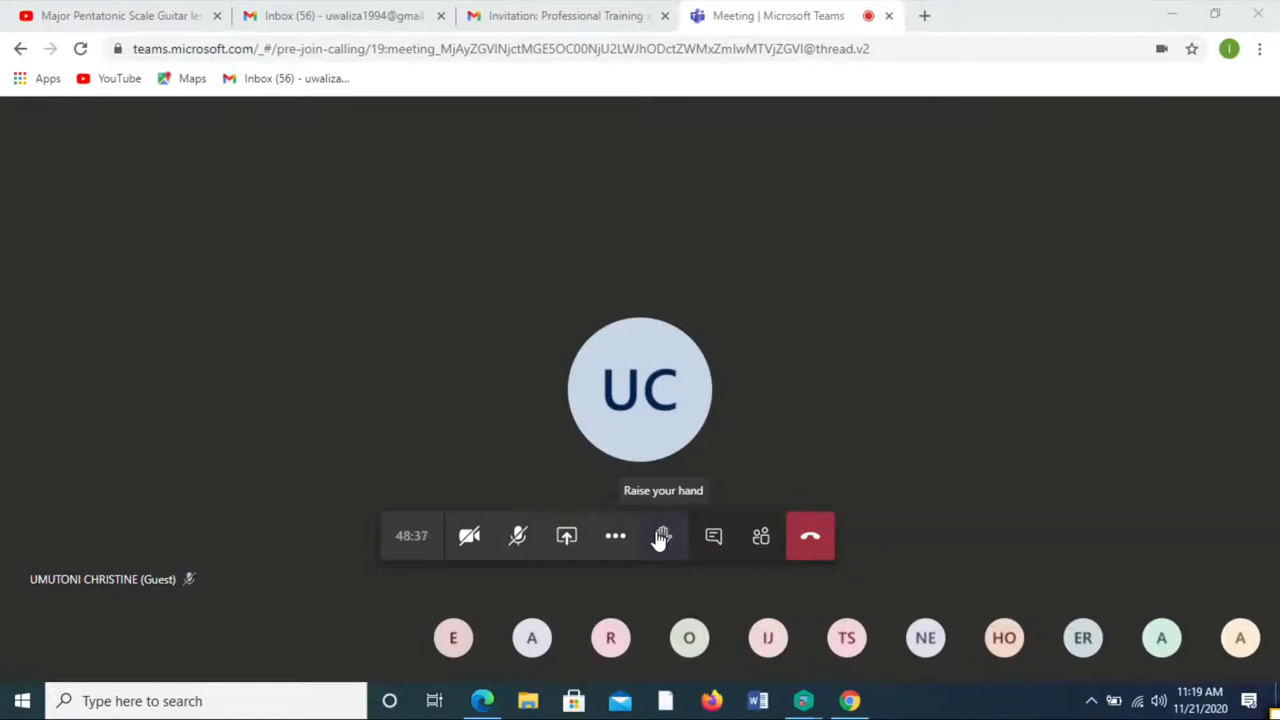 Major Pentatonic Scale Guitar le
Inbox (56) - uwaliza1994@gmai
Invitation: Professional Training
Meeting | Microsoft Teams
teams.microsoft.com/_#/pre-join-calling/19:meeting_MjAyZGVlNjctMGE5OC00NjU2LWJhODctZWMxZmIwMTVjZGVl@thread.v2
I
Apps
YouTube
Maps
Inbox (56) - uwaliza...
UC
Raise your hand
48:37
UMUTONI CHRISTINE (Guest)
E A R O IJ TS NE HO ER A A
Type here to search
11:19 AM
11/21/2020